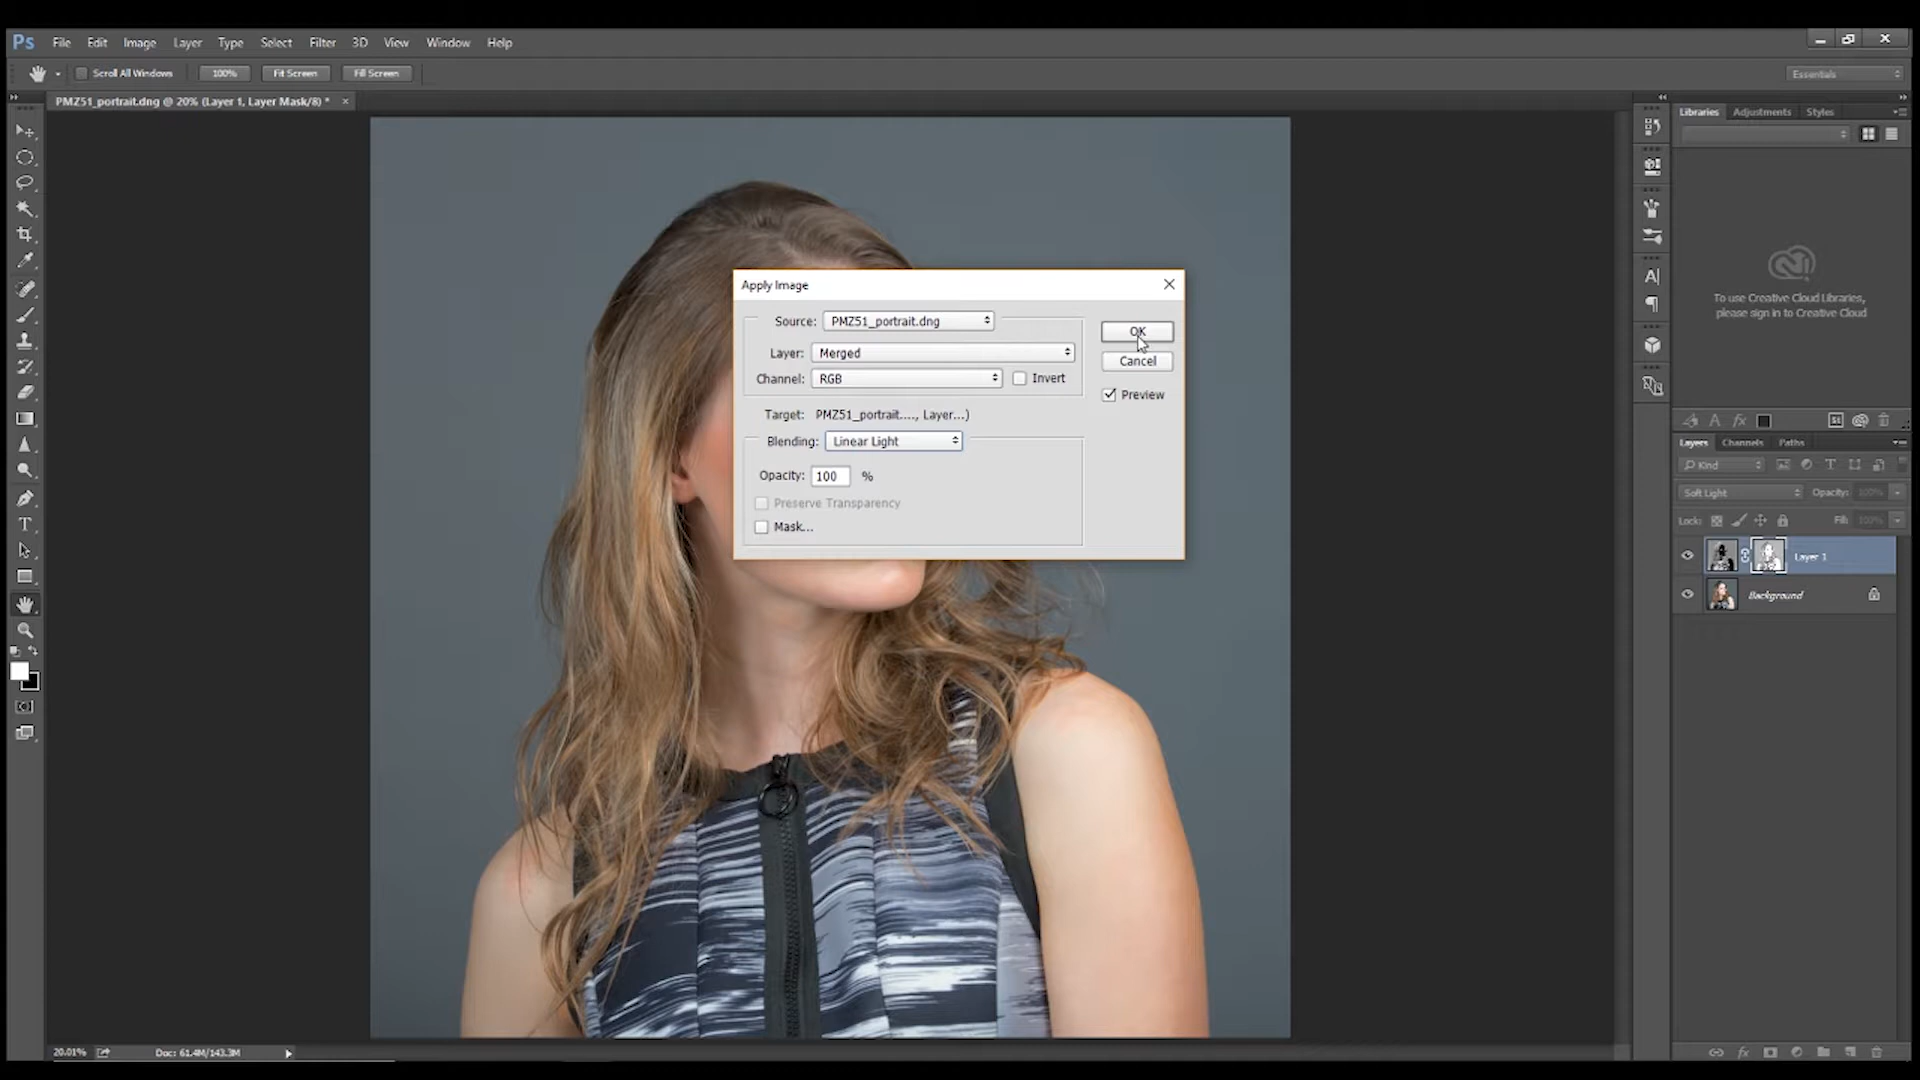 Ps File Edit Image Layer Type Select Filter 3D View Window Help
Scroll All Windows 100% Fit Screen Fill Screen Essentials
PMZ51_portrait.dng @ 20% (Layer 1, Layer Mask/8) * ×
Libraries Adjustments Styles
To use Creative Cloud Libraries,
please sign in to Creative Cloud
Apply Image
Source: PMZ51_portrait.dng
OK
Layer: Merged
Cancel
Channel: RGB Invert
Preview
Target: PMZ51_portrait...., Layer...)
Blending: Linear Light
Opacity: 100 %
Preserve Transparency
Mask...
Layers Channels Paths
Kind
Soft Light Opacity: 100%
Lock: Fill: 100%
Layer 1
Background
20.01% Doc: 61.4M/143.3M